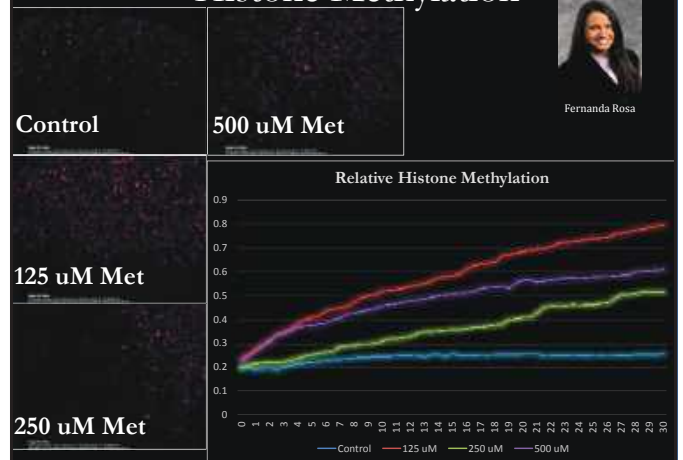 Histone Methylation
Fernanda Rosa
Control
500 uM Met
125 uM Met
250 uM Met
Relative Histone Methylation
0.9
0.8
0.7
0.6
0.5
0.4
0.3
0.2
0.1
0
0 1 2 3 4 5 6 7 8 9 10 11 12 13 14 15 16 17 18 19 20 21 22 23 24 25 26 27 28 29 30
Control 125 uM 250 uM 500 uM